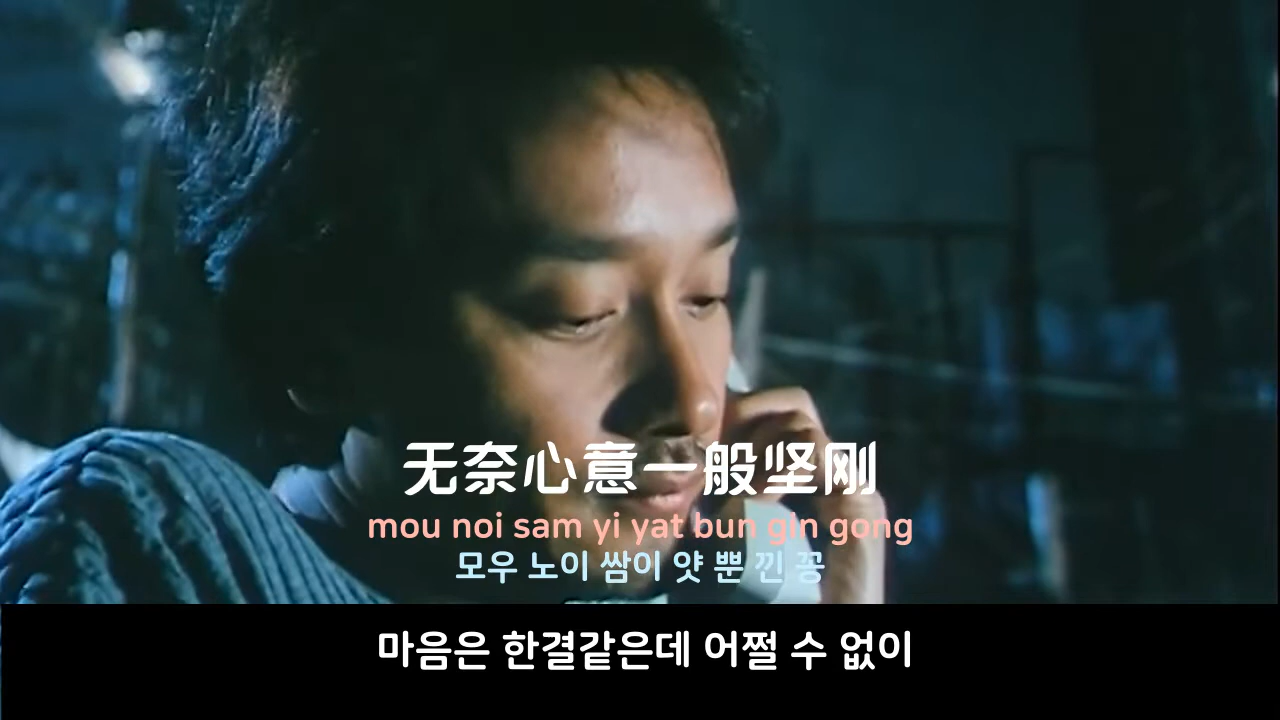 无奈心意一般坚刚
mou noi sam yi yat bun gin gong
모우 노이 쌈이 얏 뿐 낀 꽁
마음은 한결같은데 어쩔 수 없이